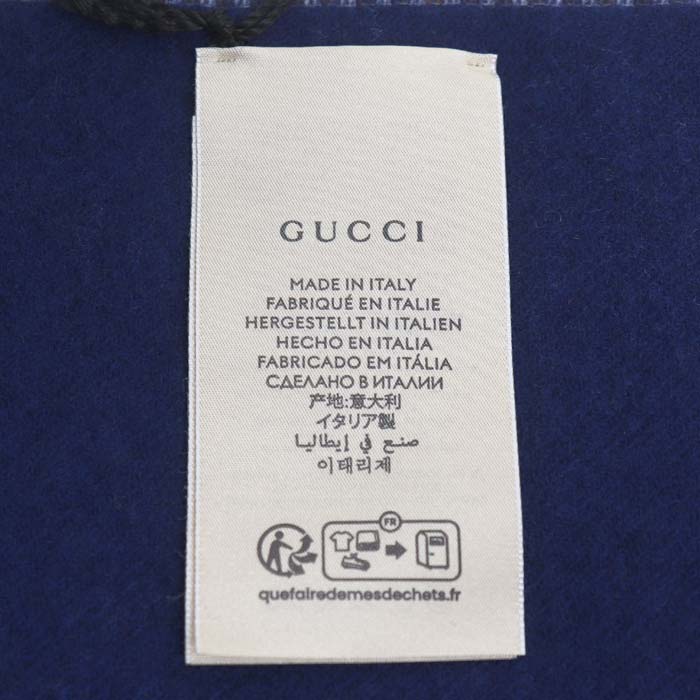 GUCCI
MADE IN ITALY
FABRIQUÉ EN ITALIE
HERGESTELLT IN ITALIEN
HECHO EN ITALIA
FABRICADO EM ITÁLIA
СДЕЛАНО В ИТАЛИИ
产地:意大利
イタリア製
صنع في إيطاليا
이태리제
FR
quefairedemesdechets.fr